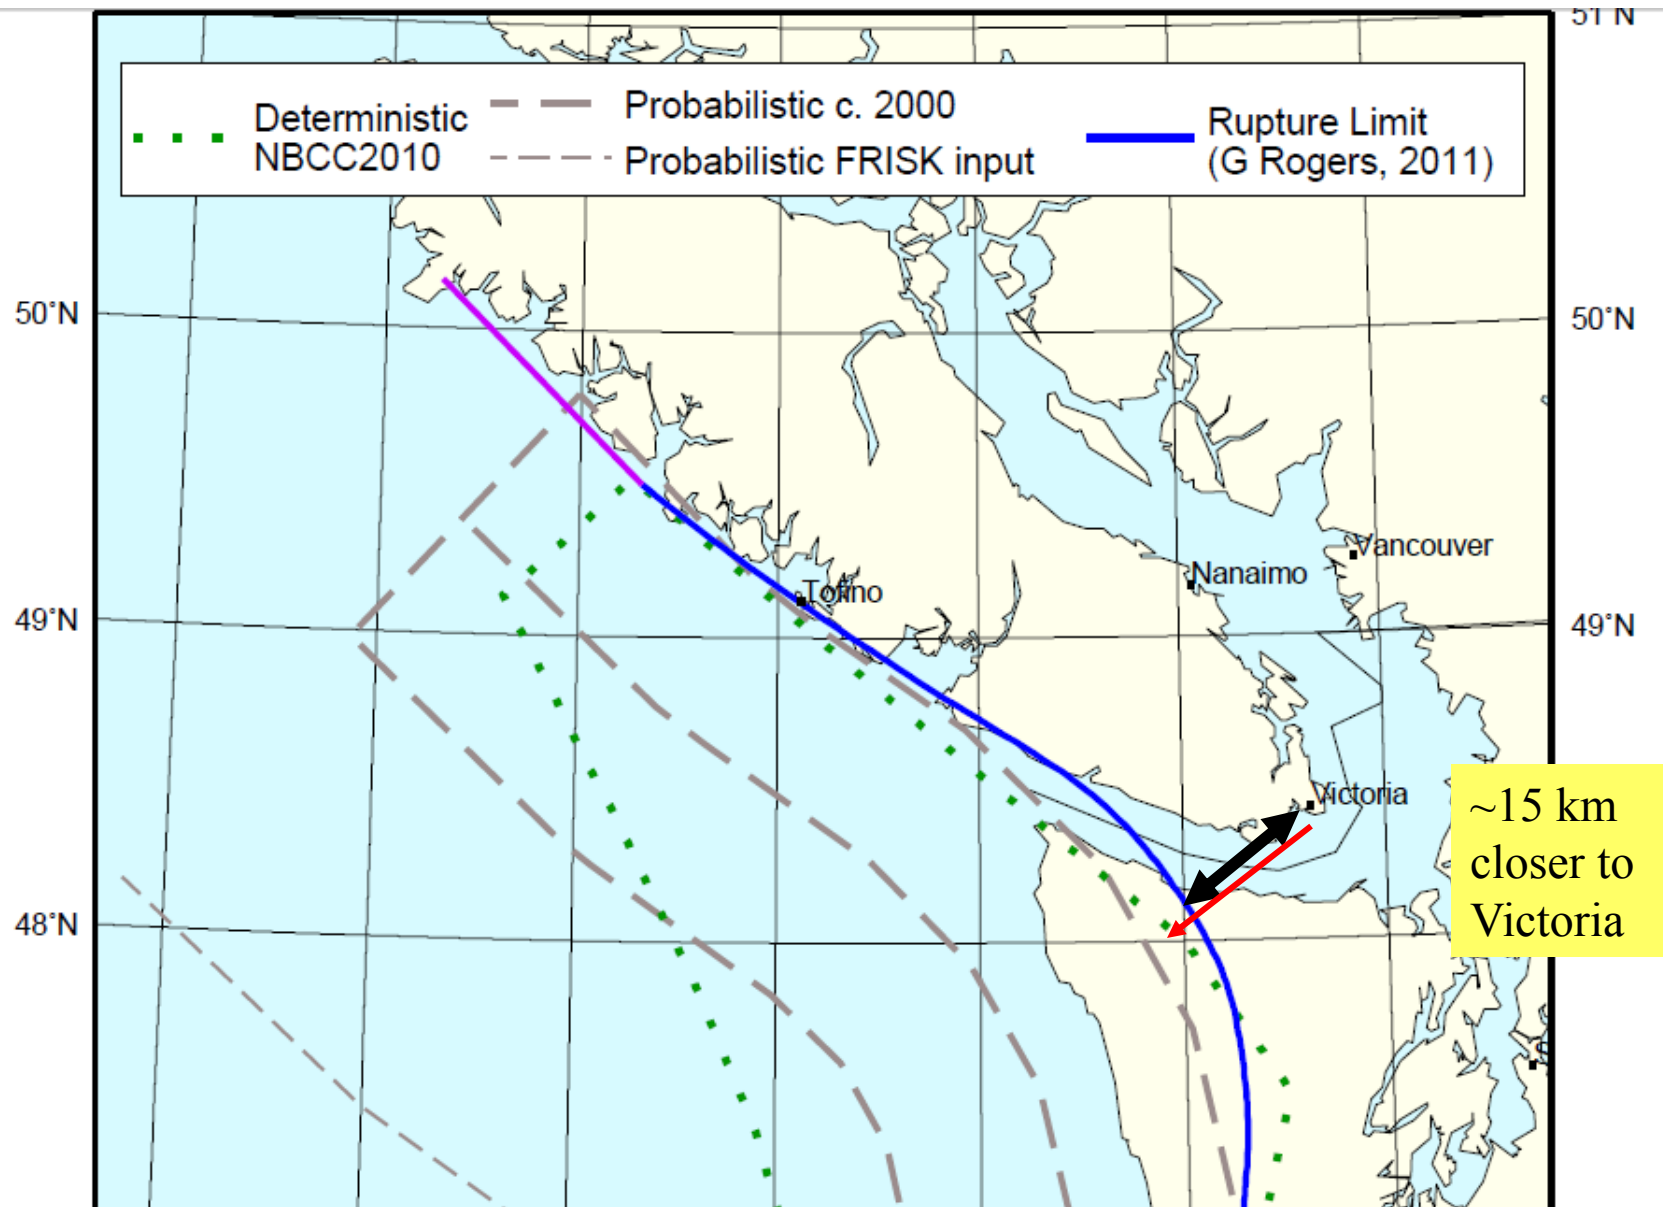 51°N
Deterministic
NBCC2010
Probabilistic c. 2000
Probabilistic FRISK input
Rupture Limit
(G Rogers, 2011)
50°N
50°N
Vancouver
Nanaimo
Tofino
49°N
49°N
Victoria
~15 km
closer to
Victoria
48°N